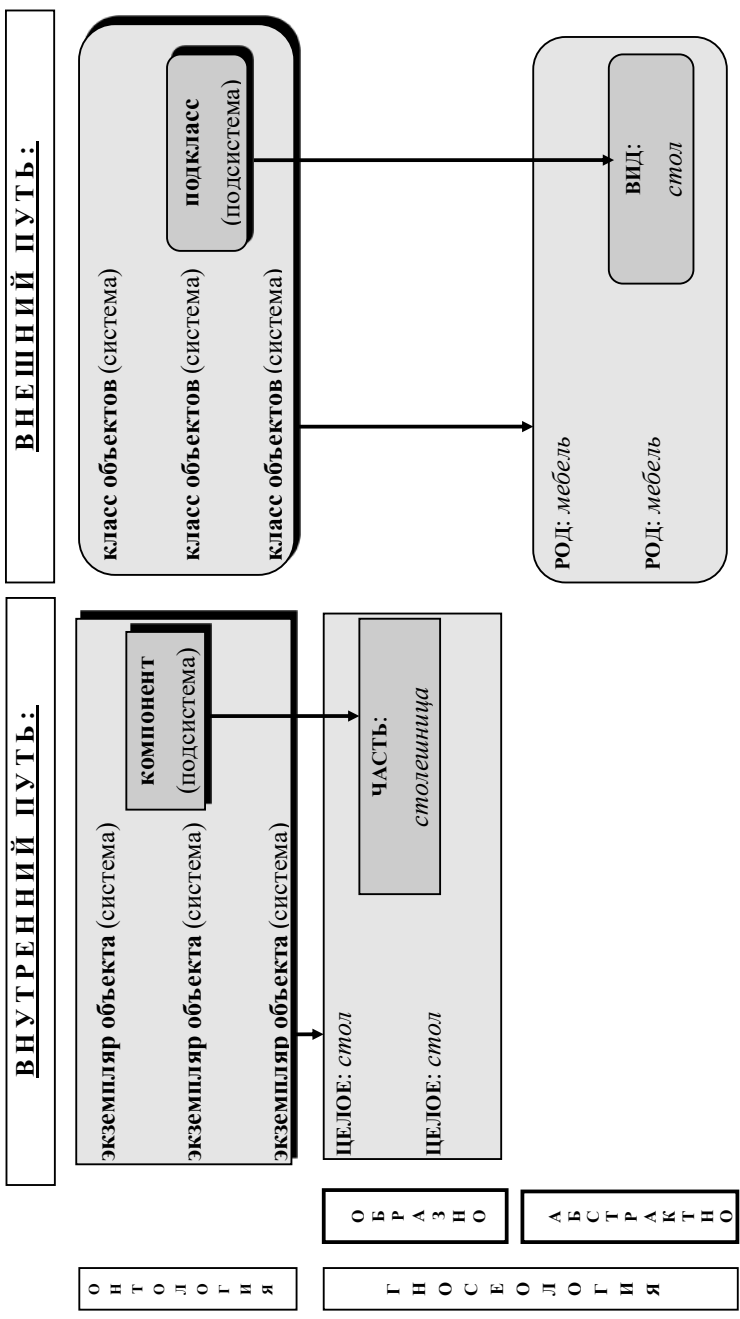 ВНУТРЕННИЙ ПУТЬ:
ВНЕШНИЙ ПУТЬ:
ОНТОЛОГИЯ
экземпляр объекта (система)
компонент
(подсистема)
экземпляр объекта (система)
экземпляр объекта (система)
класс объектов (система)
подкласс
(подсистема)
класс объектов (система)
класс объектов (система)
ГНОСЕОЛОГИЯ
ОБРАЗНО
ЦЕЛОЕ: стол
ЧАСТЬ:
столешница
ЦЕЛОЕ: стол
АБСТРАКТНО
РОД: мебель
ВИД:
стол
РОД: мебель